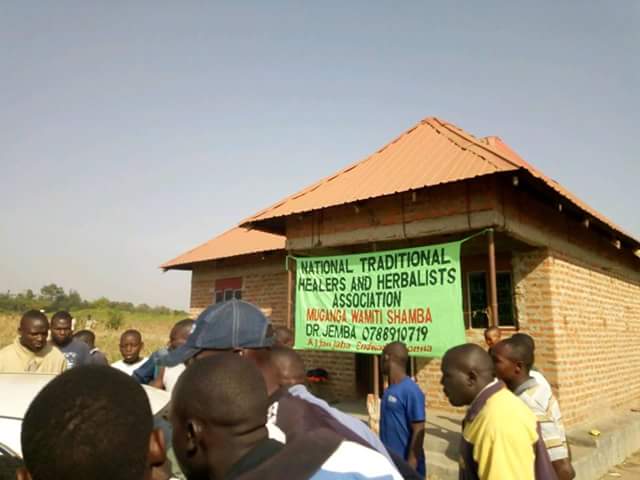 NATIONAL TRADITIONAL
HEALERS AND HERBALISTS
ASSOCIATION
MUGANGA WAMITI SHAMBA
DR.JEMBA 0788910719